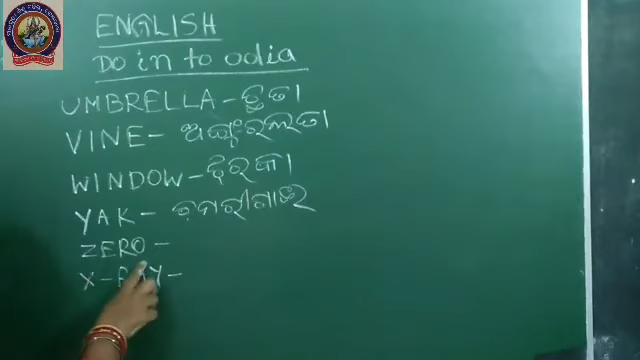 ENGLISH
Do in to odia
UMBRELLA - ଛତା
VINE - ଅଙ୍ଗୁରଲତା
WINDOW - ଝରକା
YAK - ଚମରୀଗାଈ
ZERO -
X-RAY -